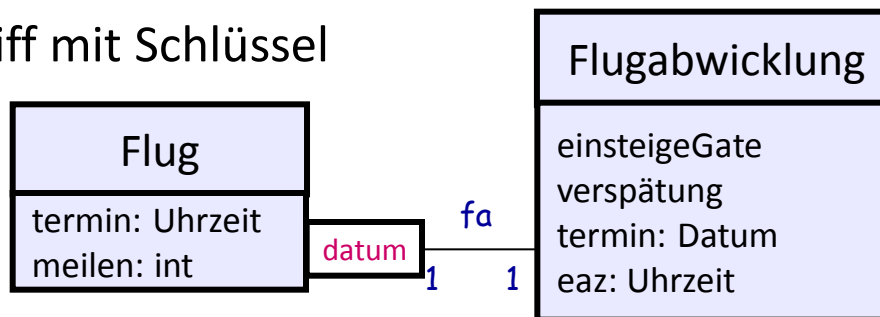 iff mit Schlüssel
Flug
termin: Uhrzeit
meilen: int
datum
fa
1
1
Flugabwicklung
einsteigeGate
verspätung
termin: Datum
eaz: Uhrzeit